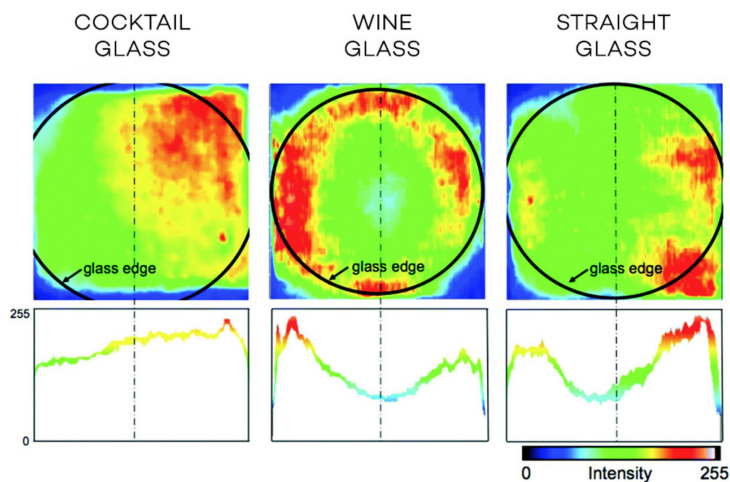 COCKTAIL
GLASS
WINE
GLASS
STRAIGHT
GLASS
glass edge
glass edge
glass edge
255
0
0
Intensity
255